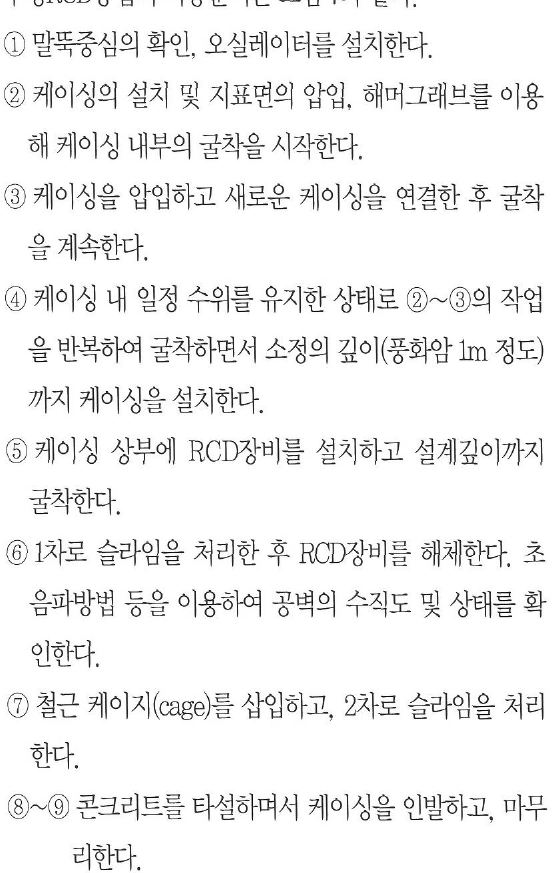 ① 말뚝중심의 확인, 오실레이터를 설치한다.
② 케이싱의 설치 및 지표면의 압입, 해머그래브를 이용
해 케이싱 내부의 굴착을 시작한다.
③ 케이싱을 압입하고 새로운 케이싱을 연결한 후 굴착
을 계속한다.
④ 케이싱 내 일정 수위를 유지한 상태로 ②~③의 작업
을 반복하여 굴착하면서 소정의 깊이(풍화암 1m 정도)
까지 케이싱을 설치한다.
⑤ 케이싱 상부에 RCD장비를 설치하고 설계깊이까지
굴착한다.
⑥ 1차로 슬라임을 처리한 후 RCD장비를 해체한다. 초
음파방법 등을 이용하여 공벽의 수직도 및 상태를 확
인한다.
⑦ 철근 케이지(cage)를 삽입하고, 2차로 슬라임을 처리
한다.
⑧~⑨ 콘크리트를 타설하며서 케이싱을 인발하고, 마무
리한다.